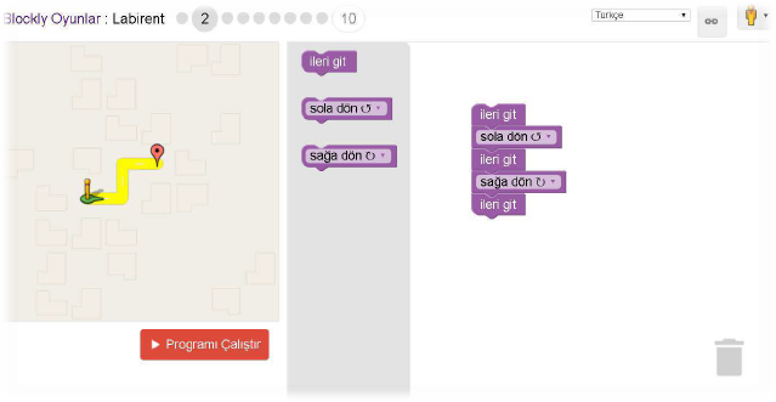 Blockly Oyunlar : Labirent 2 10
Türkçe
ileri git
sola dön ↺
sağa dön ↻
ileri git
sola dön ↺
ileri git
sağa dön ↻
ileri git
Programı Çalıştır